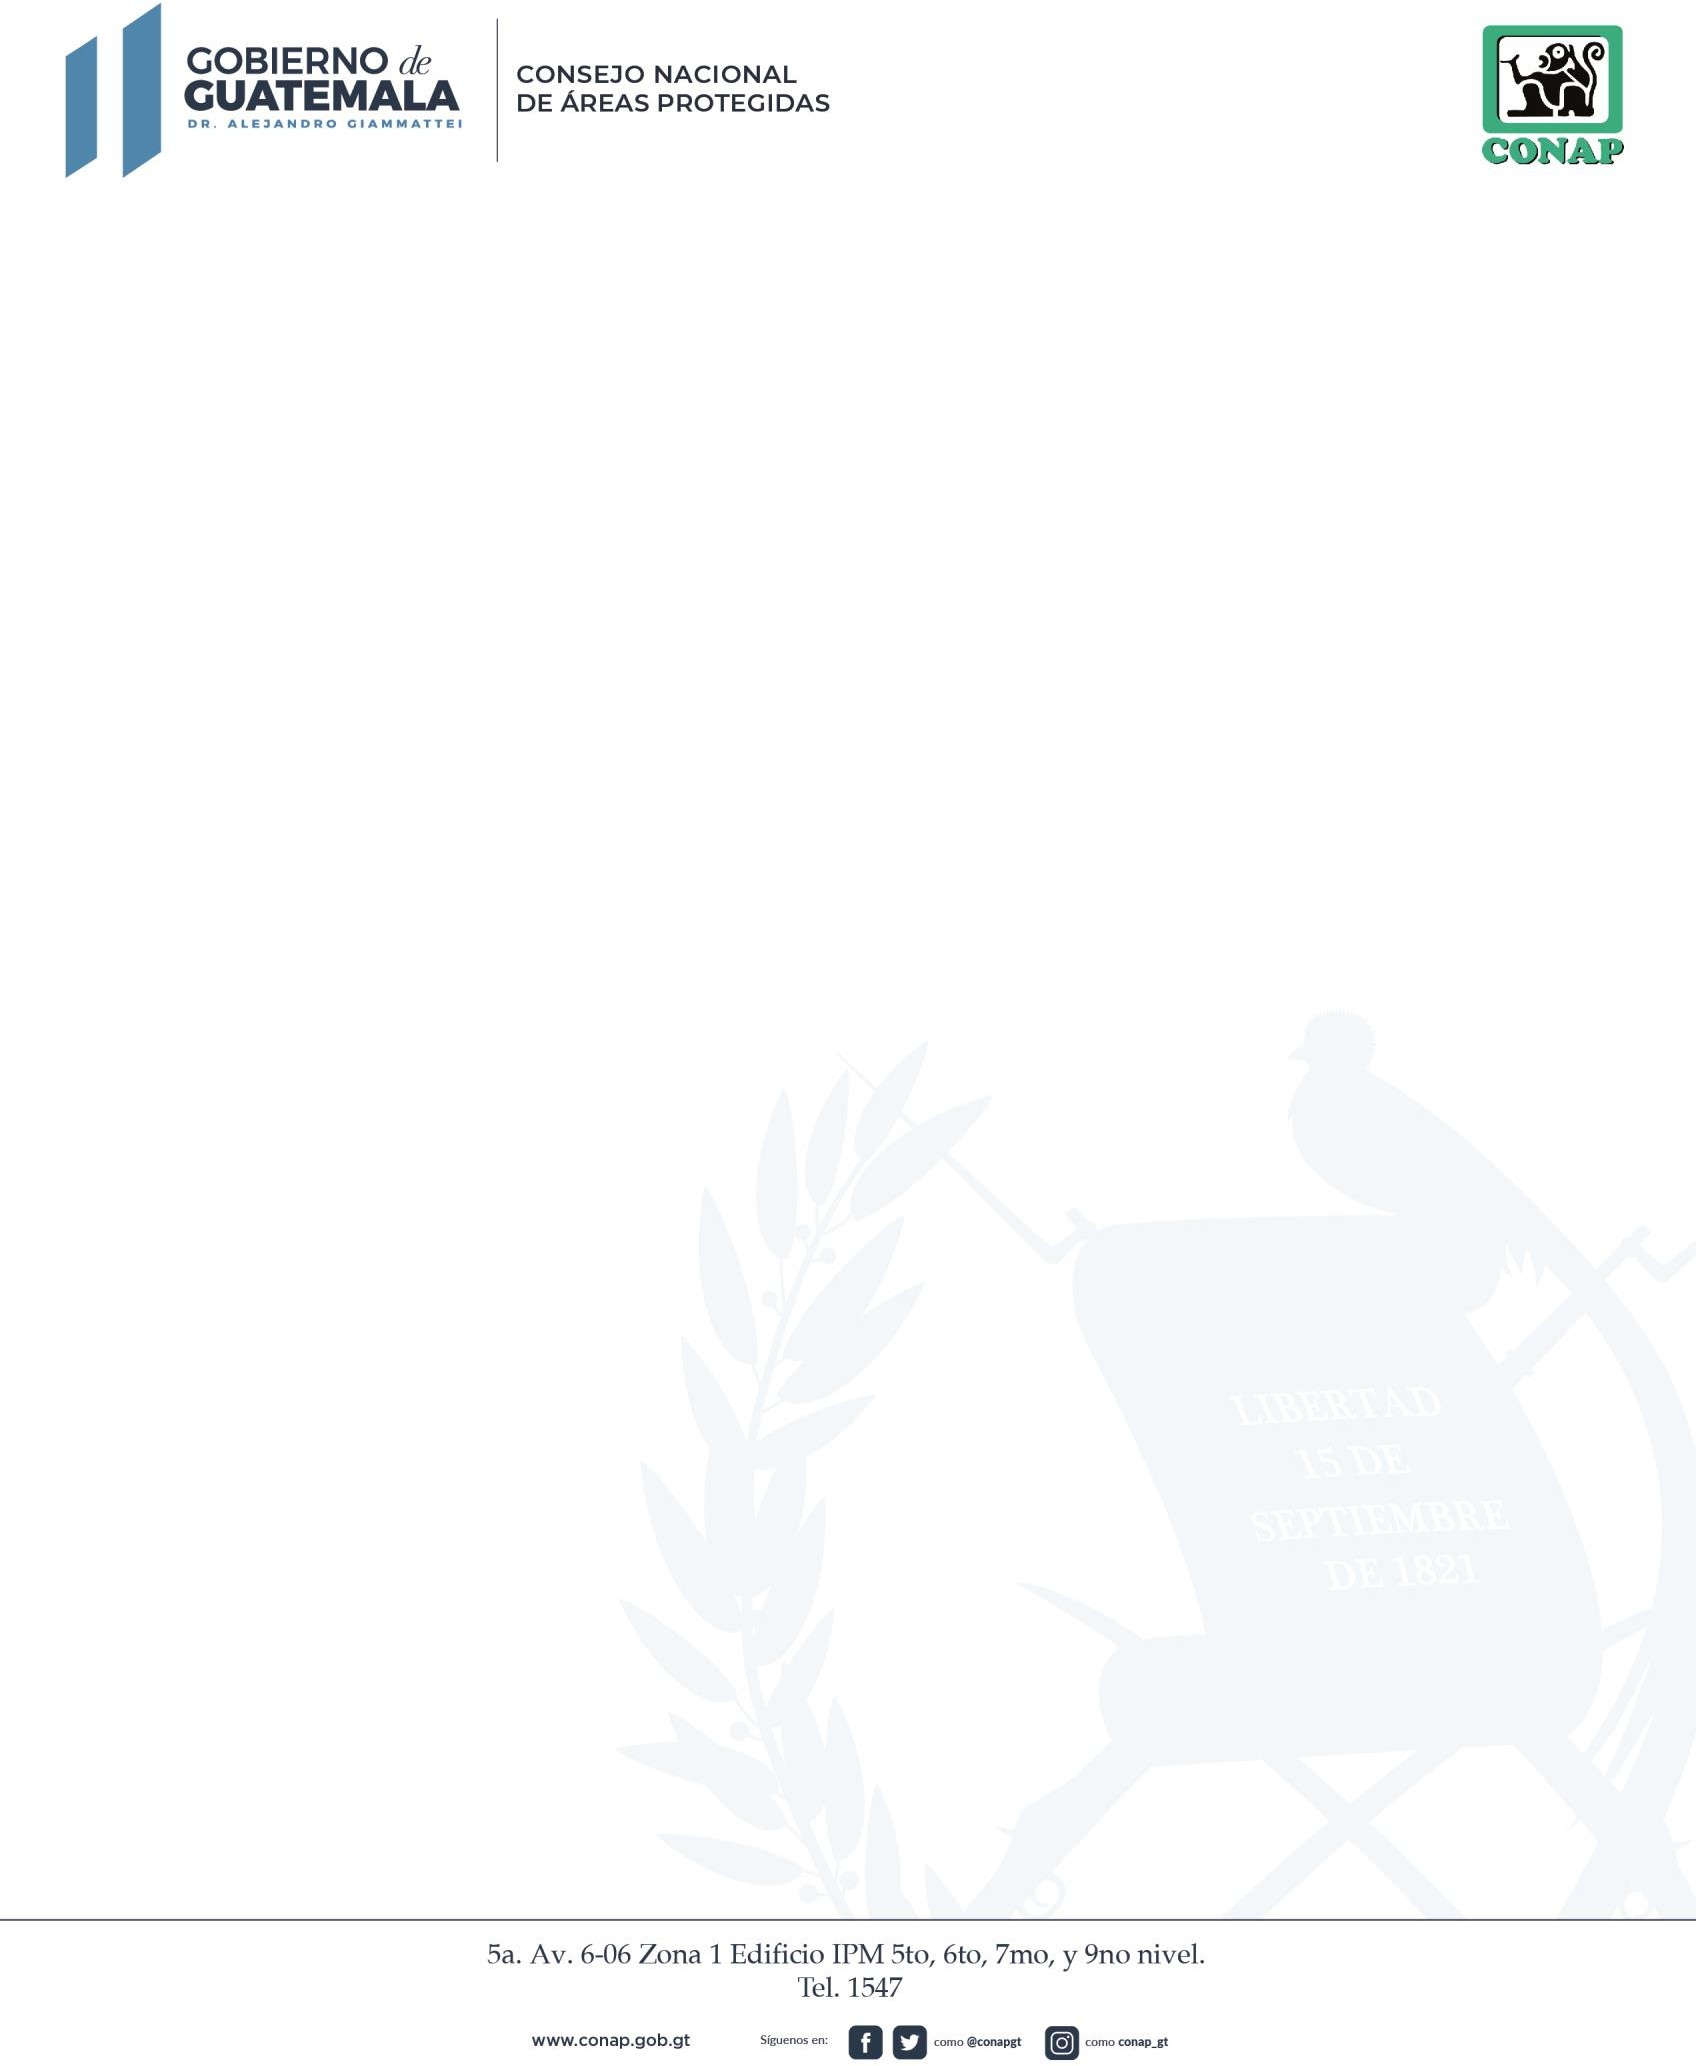 GOBIERNO de
GUATEMALA
DR. ALEJANDRO GIAMMATTEI
CONSEJO NACIONAL
DE ÁREAS PROTEGIDAS
CONAP
LIBERTAD
15 DE
SEPTIEMBRE
DE 1821
5a. Av. 6-06 Zona 1 Edificio IPM 5to, 6to, 7mo, y 9no nivel.
Tel. 1547
www.conap.gob.gt Síguenos en: como @conapgt como conap_gt